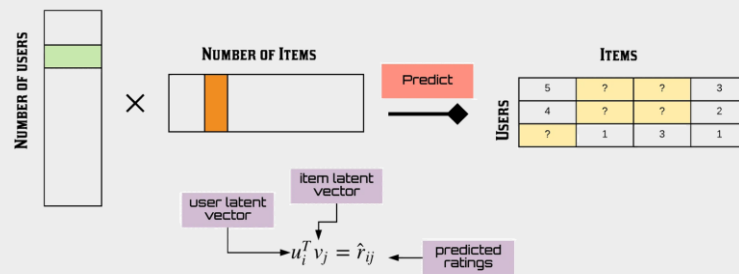 NUMBER OF USERS
×
NUMBER OF ITEMS
Predict
ITEMS
USERS
5 ? ? 3
4 ? ? 2
? 1 3 1
item latent
vector
user latent
vector
u_i^T v_j = r̂_ij
predicted
ratings